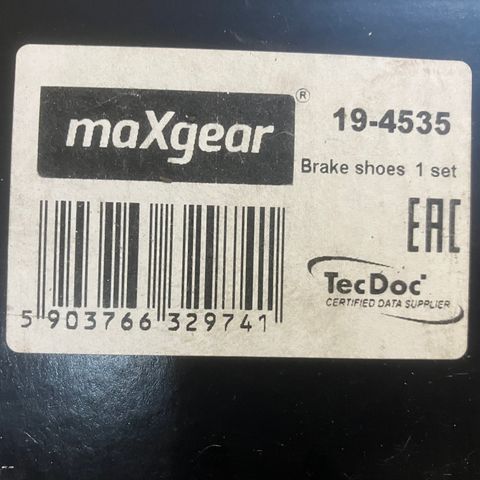 maXgear®
19-4535
Brake shoes 1 set
EAC
TecDoc
CERTIFIED DATA SUPPLIER
5 903766 329741